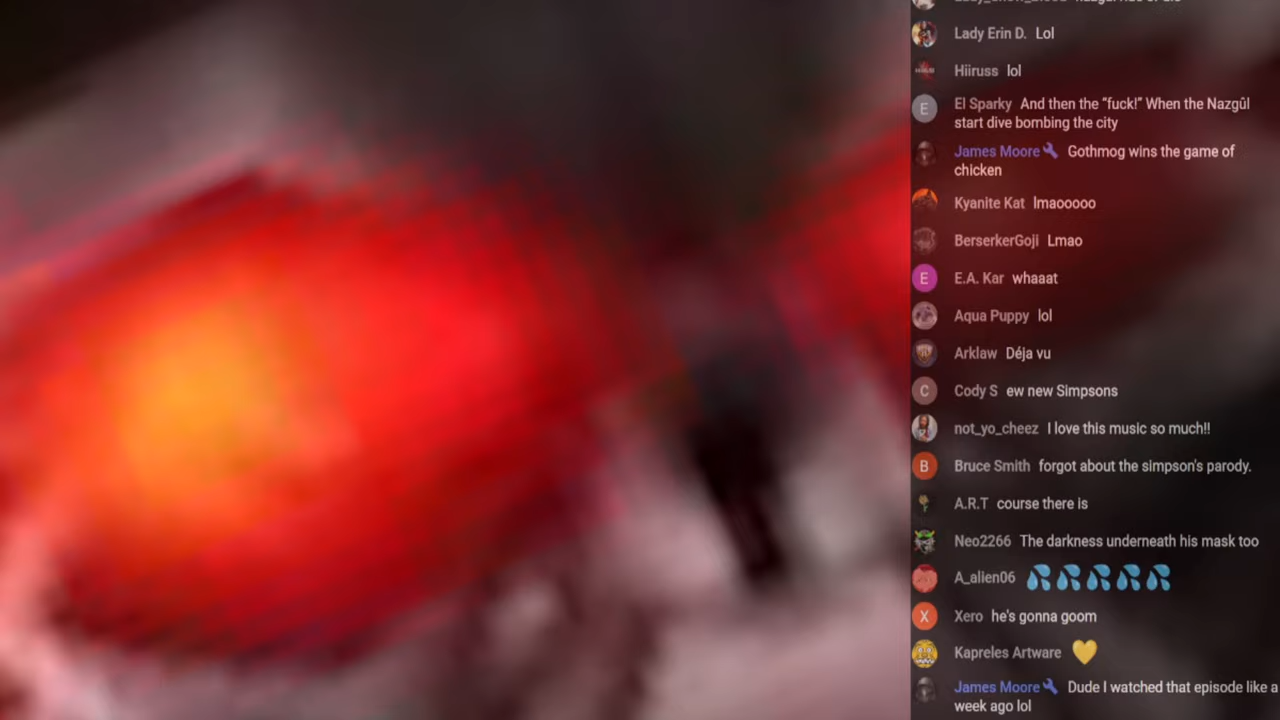 Lady Erin D. Lol
HIIRUSS
Hiiruss lol
E
El Sparky And then the “fuck!” When the Nazgûl
start dive bombing the city
James Moore Gothmog wins the game of
chicken
Kyanite Kat lmaooooo
BerserkerGoji Lmao
E
E.A. Kar whaaat
Aqua Puppy lol
Arklaw Déja vu
C
Cody S ew new Simpsons
not_yo_cheez I love this music so much!!
B
Bruce Smith forgot about the simpson's parody.
A.R.T course there is
Neo2266 The darkness underneath his mask too
A_alien06 💦💦💦💦💦
X
Xero he's gonna goom
Kapreles Artware 💛
James Moore Dude I watched that episode like a
week ago lol